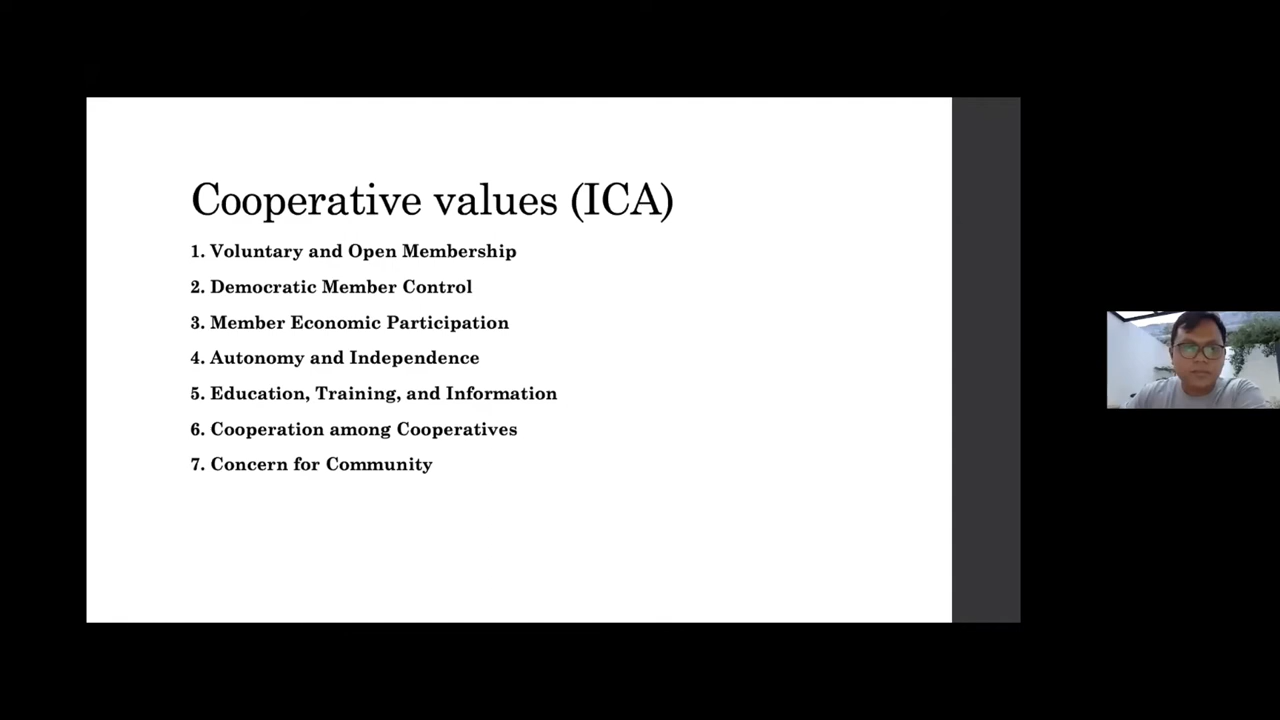 Cooperative values (ICA)
1. Voluntary and Open Membership
2. Democratic Member Control
3. Member Economic Participation
4. Autonomy and Independence
5. Education, Training, and Information
6. Cooperation among Cooperatives
7. Concern for Community